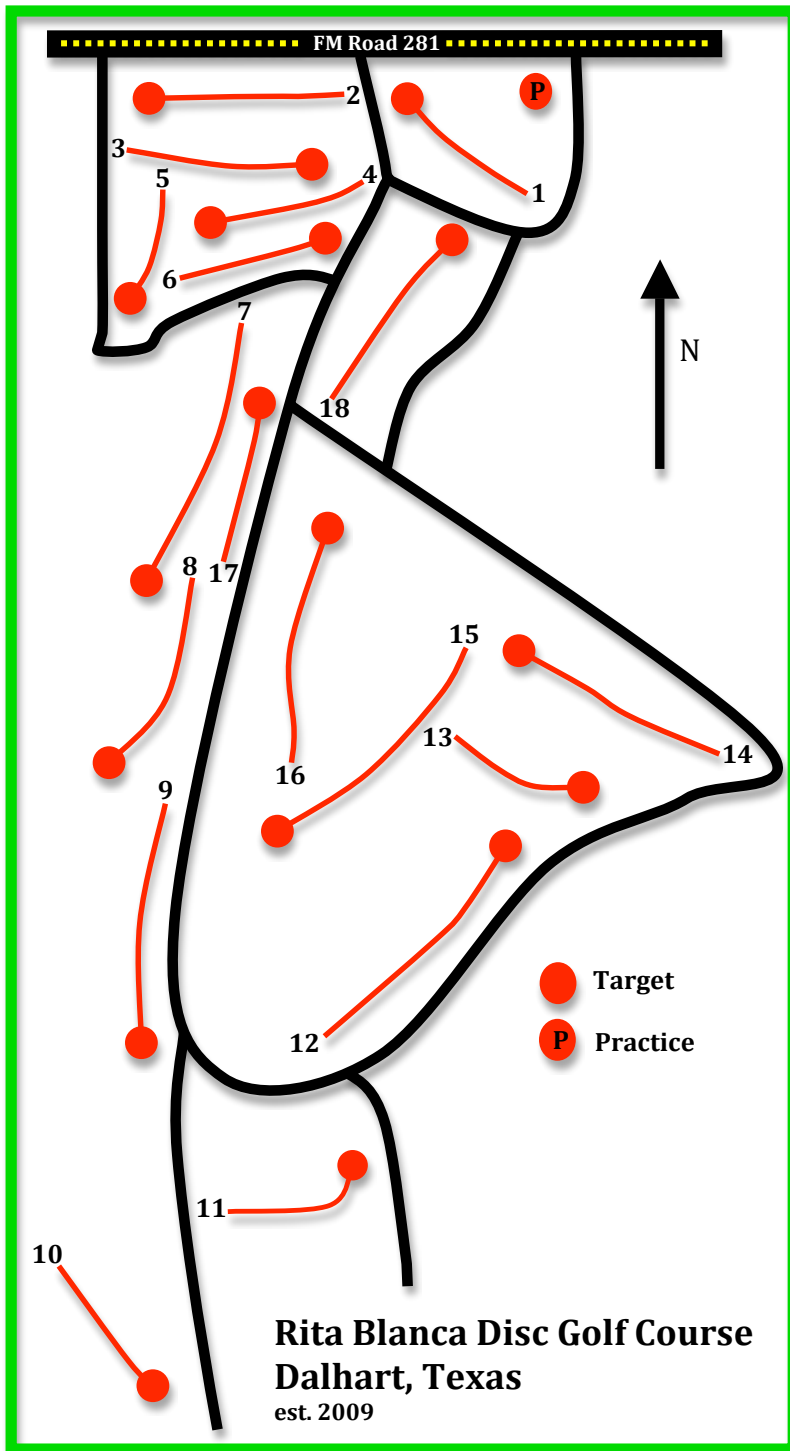 FM Road 281
P
2
3
1
4
5
6
7
N
18
8
17
15
13
14
16
9
Target
12
P Practice
11
10
Rita Blanca Disc Golf Course
Dalhart, Texas
est. 2009